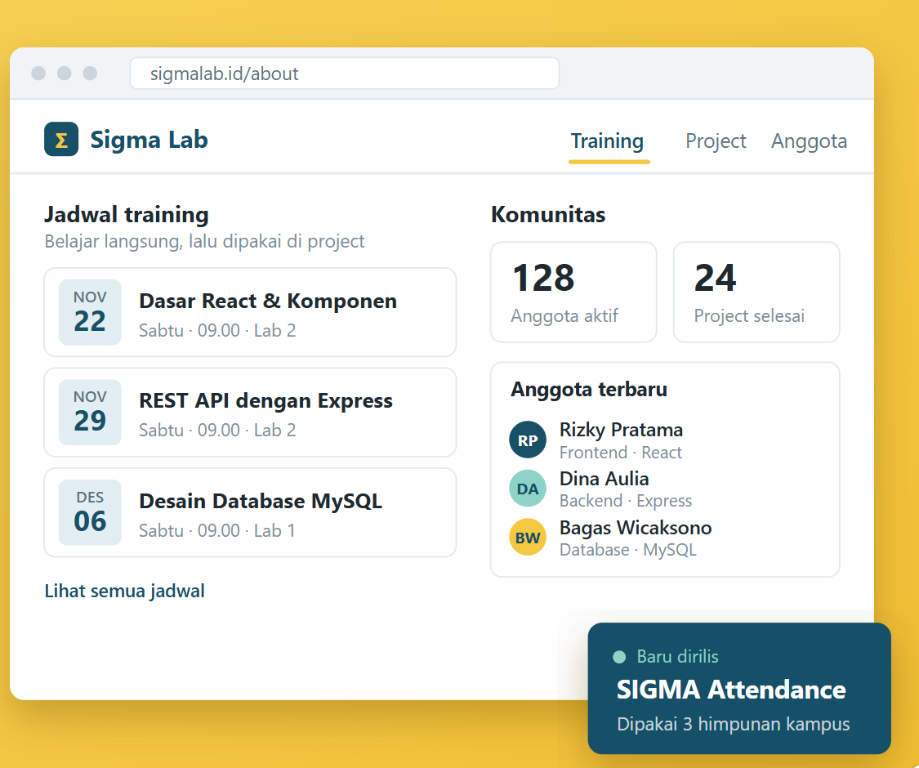 sigmalab.id/about
Σ Sigma Lab
Training Project Anggota
Jadwal training
Belajar langsung, lalu dipakai di project
NOV
22
Dasar React & Komponen
Sabtu · 09.00 · Lab 2
NOV
29
REST API dengan Express
Sabtu · 09.00 · Lab 2
DES
06
Desain Database MySQL
Sabtu · 09.00 · Lab 1
Lihat semua jadwal
Komunitas
128
Anggota aktif
24
Project selesai
Anggota terbaru
RP
Rizky Pratama
Frontend · React
DA
Dina Aulia
Backend · Express
BW
Bagas Wicaksono
Database · MySQL
Baru dirilis
SIGMA Attendance
Dipakai 3 himpunan kampus